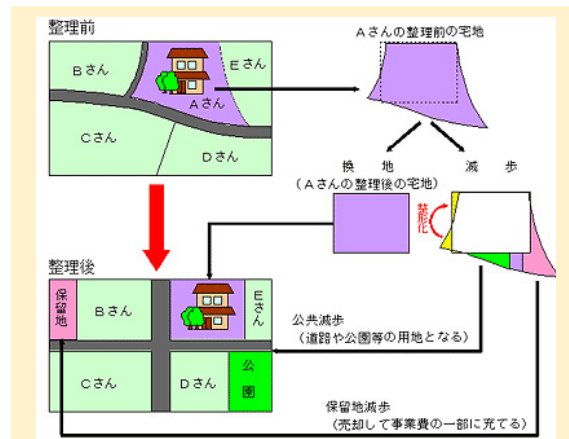 整理前
Bさん
Eさん
Aさん
Cさん
Dさん
Aさんの整理前の宅地
換地
(Aさんの整理後の宅地)
減歩
整形化
整理後
保留地
Bさん
Eさん
Cさん
Dさん
公園
公共減歩
(道路や公園等の用地となる)
保留地減歩
(売却して事業費の一部に充てる)